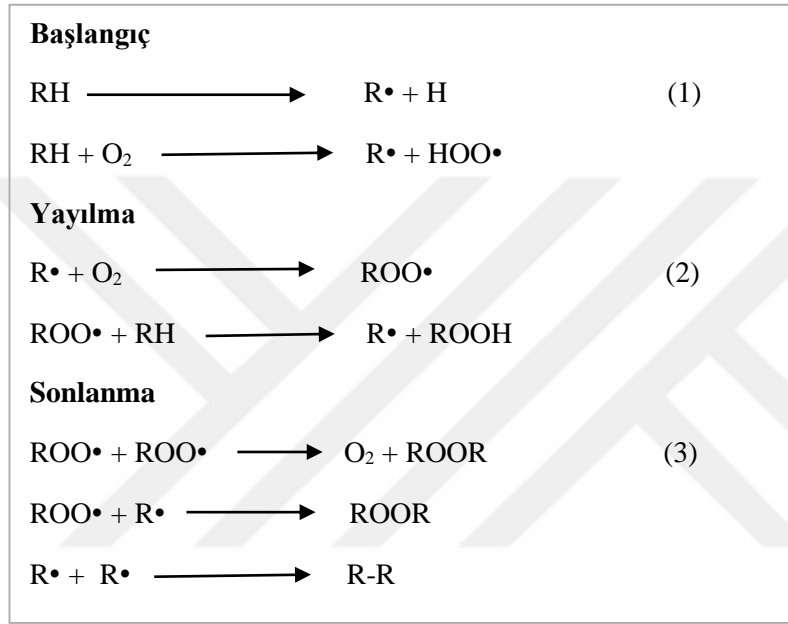 Başlangıç
RH ⟶ R• + H (1)
RH + O₂ ⟶ R• + HOO•
Yayılma
R• + O₂ ⟶ ROO• (2)
ROO• + RH ⟶ R• + ROOH
Sonlanma
ROO• + ROO• ⟶ O₂ + ROOR (3)
ROO• + R• ⟶ ROOR
R• + R• ⟶ R-R